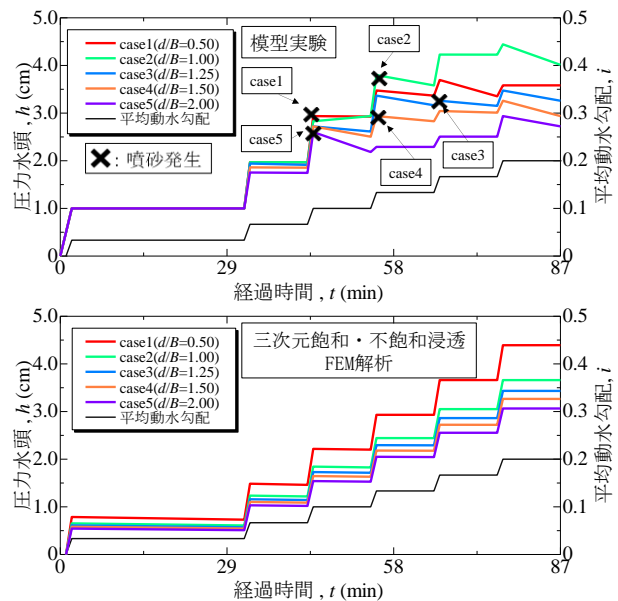 5.0
0.5
case1(d/B=0.50)
case2(d/B=1.00)
case3(d/B=1.25)
case4(d/B=1.50)
case5(d/B=2.00)
平均動水勾配
模型実験
case2
case1
case5
case4
case3
: 噴砂発生
4.0
3.0
2.0
1.0
0
0.4
0.3
0.2
0.1
0
圧力水頭 , h (cm)
平均動水勾配, i
0
29
58
87
経過時間 , t (min)
5.0
0.5
case1(d/B=0.50)
case2(d/B=1.00)
case3(d/B=1.25)
case4(d/B=1.50)
case5(d/B=2.00)
平均動水勾配
三次元飽和・不飽和浸透
FEM解析
4.0
3.0
2.0
1.0
0
0.4
0.3
0.2
0.1
0
圧力水頭 , h (cm)
平均動水勾配, i
0
29
58
87
経過時間 , t (min)